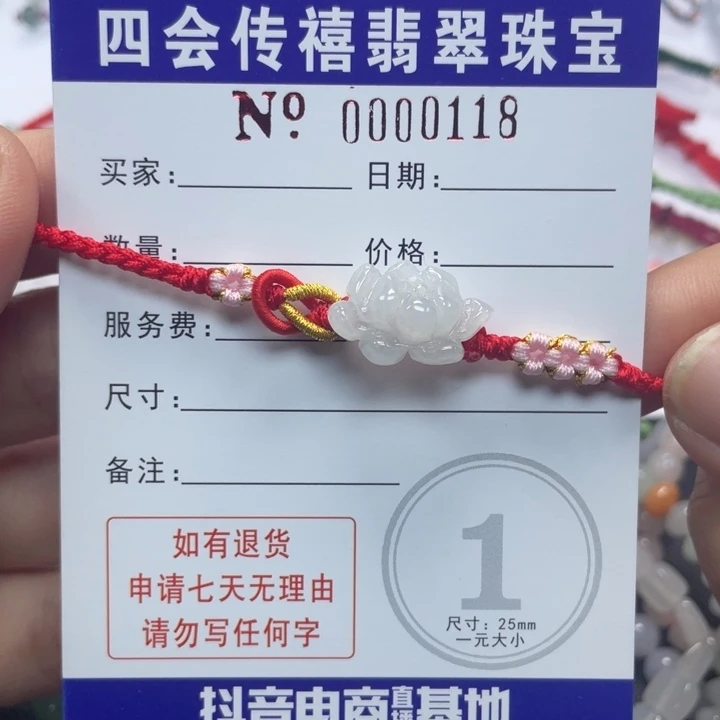 四会传禧翡翠珠宝
Nº 0000118
买家: 日期:
数量: 价格:
服务费:
尺寸:
备注:
如有退货
申请七天无理由
请勿写任何字
1
尺寸: 25mm
一元大小
抖音电商直播基地